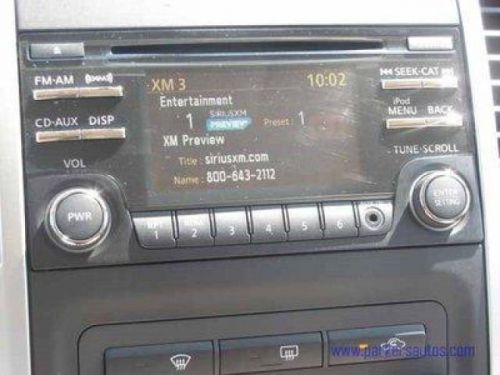 FM·AM
CD·AUX DISP
VOL
PWR
XM 3 10:02
Entertainment
1 SIRIUSXM PREVIEW Preset : 1
XM Preview
Title : siriusxm.com
Name : 800-643-2112
SEEK·CAT
iPod
MENU BACK
TUNE·SCROLL
ENTER
SETTING
1 2 3 4 5 6
www.parkersautos.com